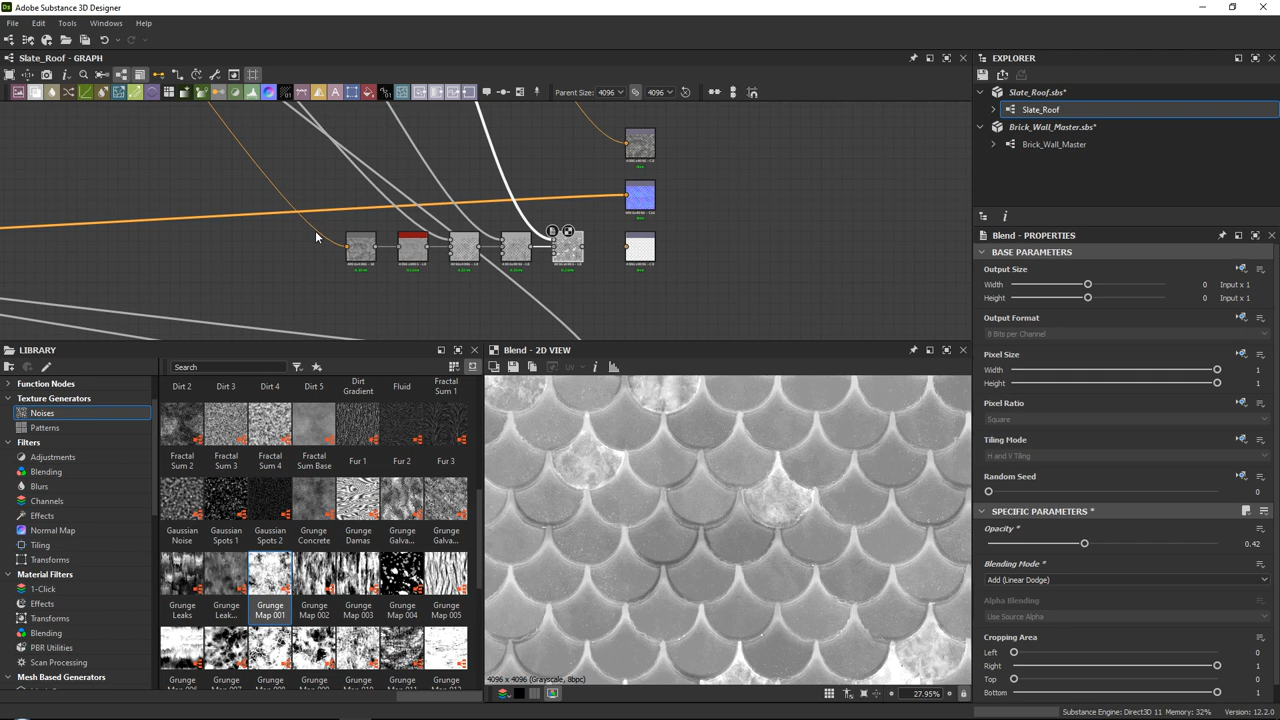 Adobe Substance 3D Designer
File Edit Tools Windows Help
Slate_Roof - GRAPH
Parent Size: 4096 4096
EXPLORER
Slate_Roof.sbs*
Slate_Roof
Brick_Wall_Master.sbs*
Brick_Wall_Master
Blend - PROPERTIES
BASE PARAMETERS
Output Size
Width 0 Input x 1
Height 0 Input x 1
Output Format
8 Bits per Channel
Pixel Size
Width 1
Height 1
Pixel Ratio
Square
Tiling Mode
H and V Tiling
Random Seed
0
SPECIFIC PARAMETERS *
Opacity *
0.42
Blending Mode *
Add (Linear Dodge)
Alpha Blending
Use Source Alpha
Cropping Area
Left 0
Right 1
Top 0
Bottom 1
LIBRARY
Search
Function Nodes
Texture Generators
Noises
Patterns
Filters
Adjustments
Blending
Blurs
Channels
Effects
Normal Map
Tiling
Transforms
Material Filters
1-Click
Effects
Transforms
Blending
PBR Utilities
Scan Processing
Mesh Based Generators
Dirt 2 Dirt 3 Dirt 4 Dirt 5 Dirt Gradient Fluid Fractal Sum 1
Fractal Sum 2 Fractal Sum 3 Fractal Sum 4 Fractal Sum Base Fur 1 Fur 2 Fur 3
Gaussian Noise Gaussian Spots 1 Gaussian Spots 2 Grunge Concrete Grunge Damas Grunge Galva... Grunge Galva...
Grunge Leaks Grunge Leak... Grunge Map 001 Grunge Map 002 Grunge Map 003 Grunge Map 004 Grunge Map 005
Blend - 2D VIEW
UV
4096 x 4096 (Grayscale, 8bpc)
27.95%
Substance Engine: Direct3D 11 Memory: 32% Version: 12.2.0